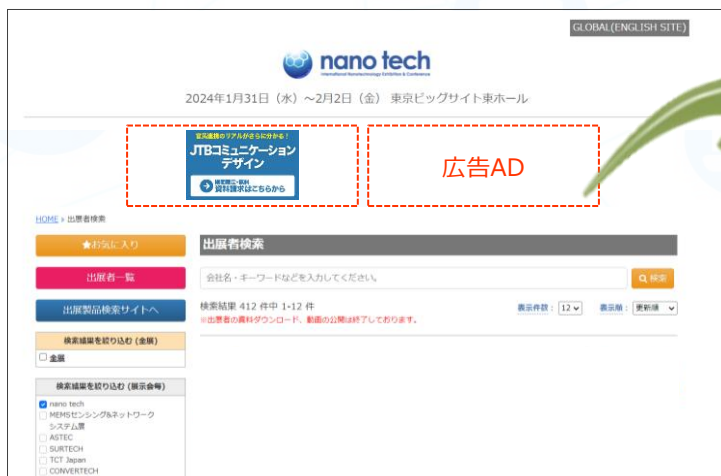 GLOBAL(ENGLISH SITE)
nano tech
International Nanotechnology Exhibition & Conference
2024年1月31日（水）～2月2日（金） 東京ビッグサイト東ホール
JTBコミュニケーション
デザイン
資料請求はこちらから
広告AD
HOME › 出展者検索
★お気に入り
出展者検索
出展者一覧
会社名・キーワードなどを入力してください。
検索
出展製品検索サイトへ
検索結果 412 件中 1-12 件
表示件数： 12
表示順： 更新順
※出展者の資料ダウンロード、動画の公開は終了しております。
検索結果を絞り込む (全展)
全展
検索結果を絞り込む (展示会毎)
nano tech
MEMSセンシング&ネットワーク
システム展
ASTEC
SURTECH
TCT Japan
CONVERTECH